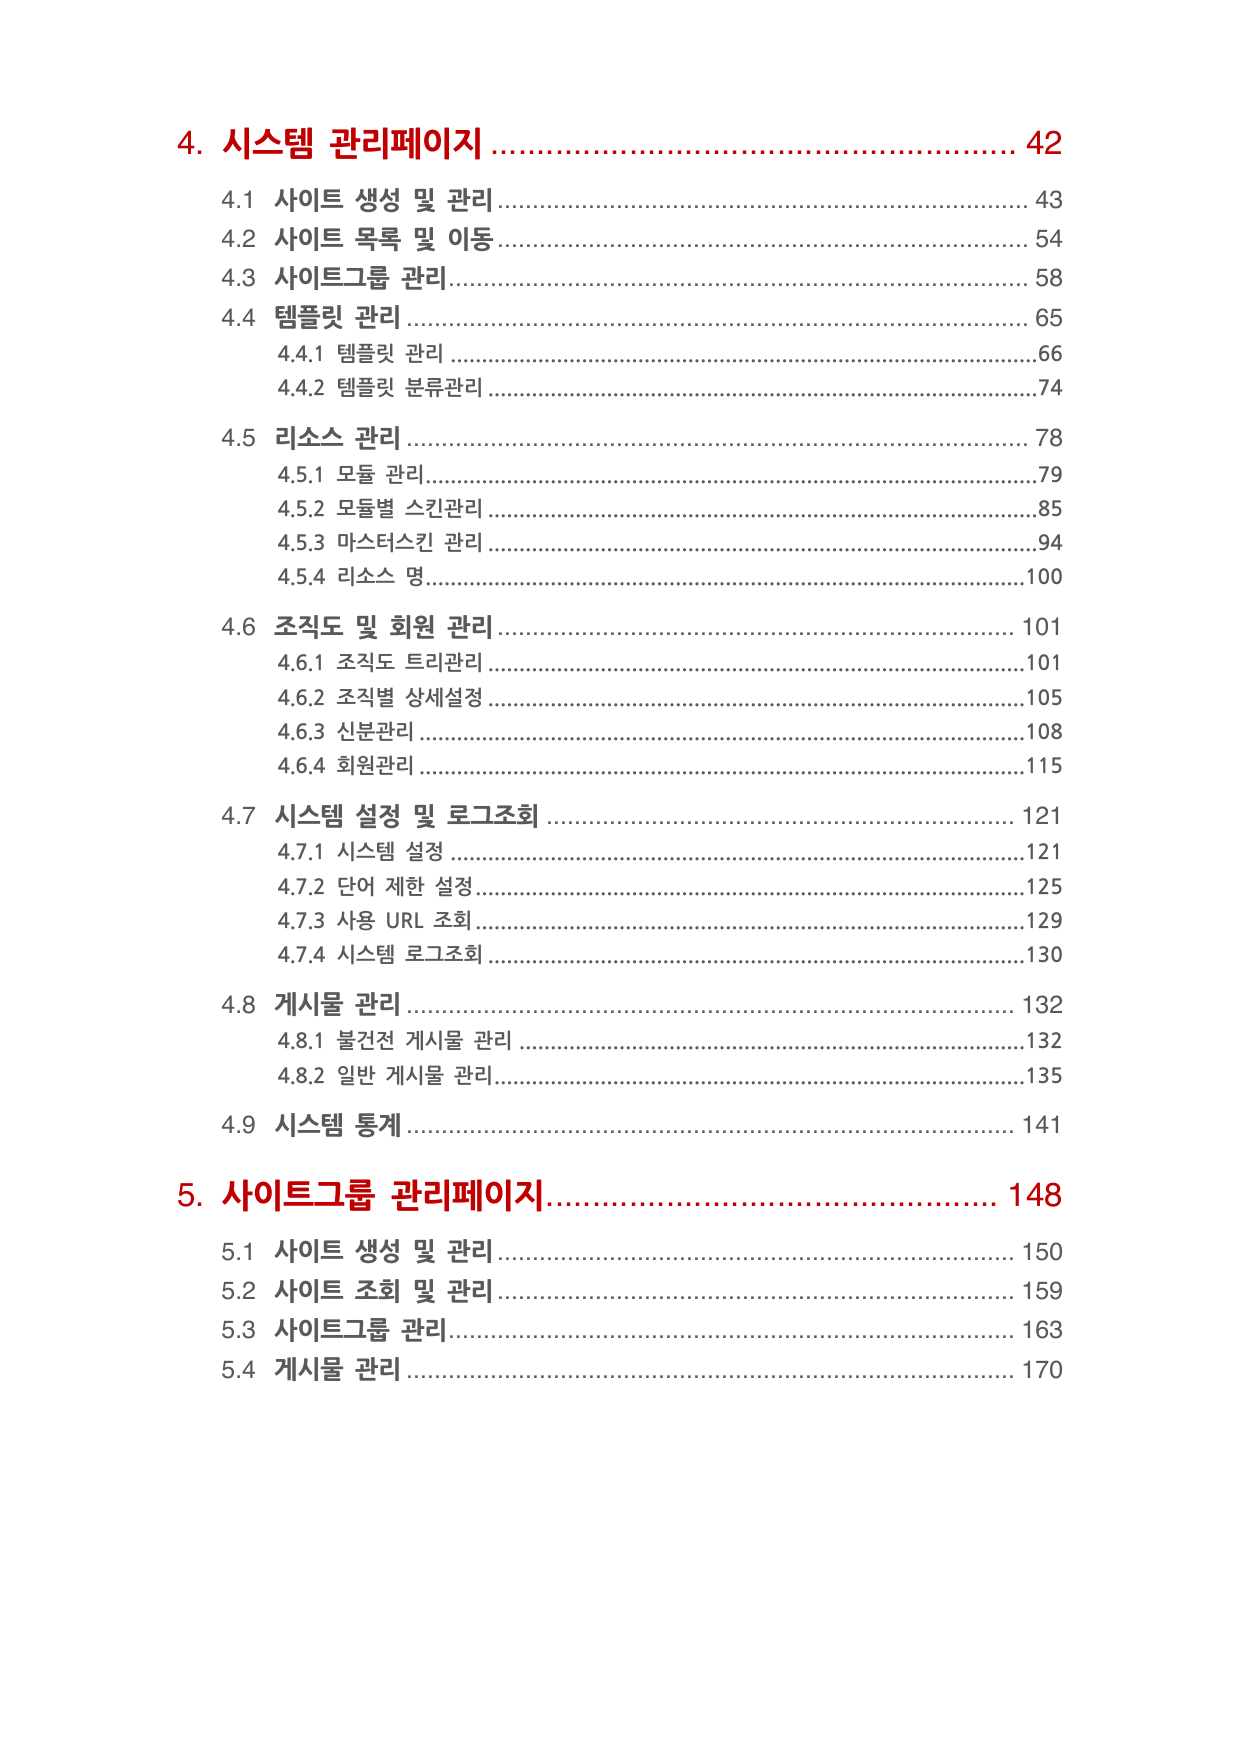 4. 시스템 관리페이지 ........................................................ 42
4.1 사이트 생성 및 관리 ........................................................ 43
4.2 사이트 목록 및 이동 ........................................................ 54
4.3 사이트그룹 관리 ........................................................ 58
4.4 템플릿 관리 ........................................................ 65
4.4.1 템플릿 관리 ........................................................ 66
4.4.2 템플릿 분류관리 ........................................................ 74
4.5 리소스 관리 ........................................................ 78
4.5.1 모듈 관리 ........................................................ 79
4.5.2 모듈별 스킨관리 ........................................................ 85
4.5.3 마스터스킨 관리 ........................................................ 94
4.5.4 리소스 명 ........................................................ 100
4.6 조직도 및 회원 관리 ........................................................ 101
4.6.1 조직도 트리관리 ........................................................ 101
4.6.2 조직별 상세설정 ........................................................ 105
4.6.3 신분관리 ........................................................ 108
4.6.4 회원관리 ........................................................ 115
4.7 시스템 설정 및 로그조회 ........................................................ 121
4.7.1 시스템 설정 ........................................................ 121
4.7.2 단어 제한 설정 ........................................................ 125
4.7.3 사용 URL 조회 ........................................................ 129
4.7.4 시스템 로그조회 ........................................................ 130
4.8 게시물 관리 ........................................................ 132
4.8.1 불건전 게시물 관리 ........................................................ 132
4.8.2 일반 게시물 관리 ........................................................ 135
4.9 시스템 통계 ........................................................ 141
5. 사이트그룹 관리페이지 ........................................................ 148
5.1 사이트 생성 및 관리 ........................................................ 150
5.2 사이트 조회 및 관리 ........................................................ 159
5.3 사이트그룹 관리 ........................................................ 163
5.4 게시물 관리 ........................................................ 170